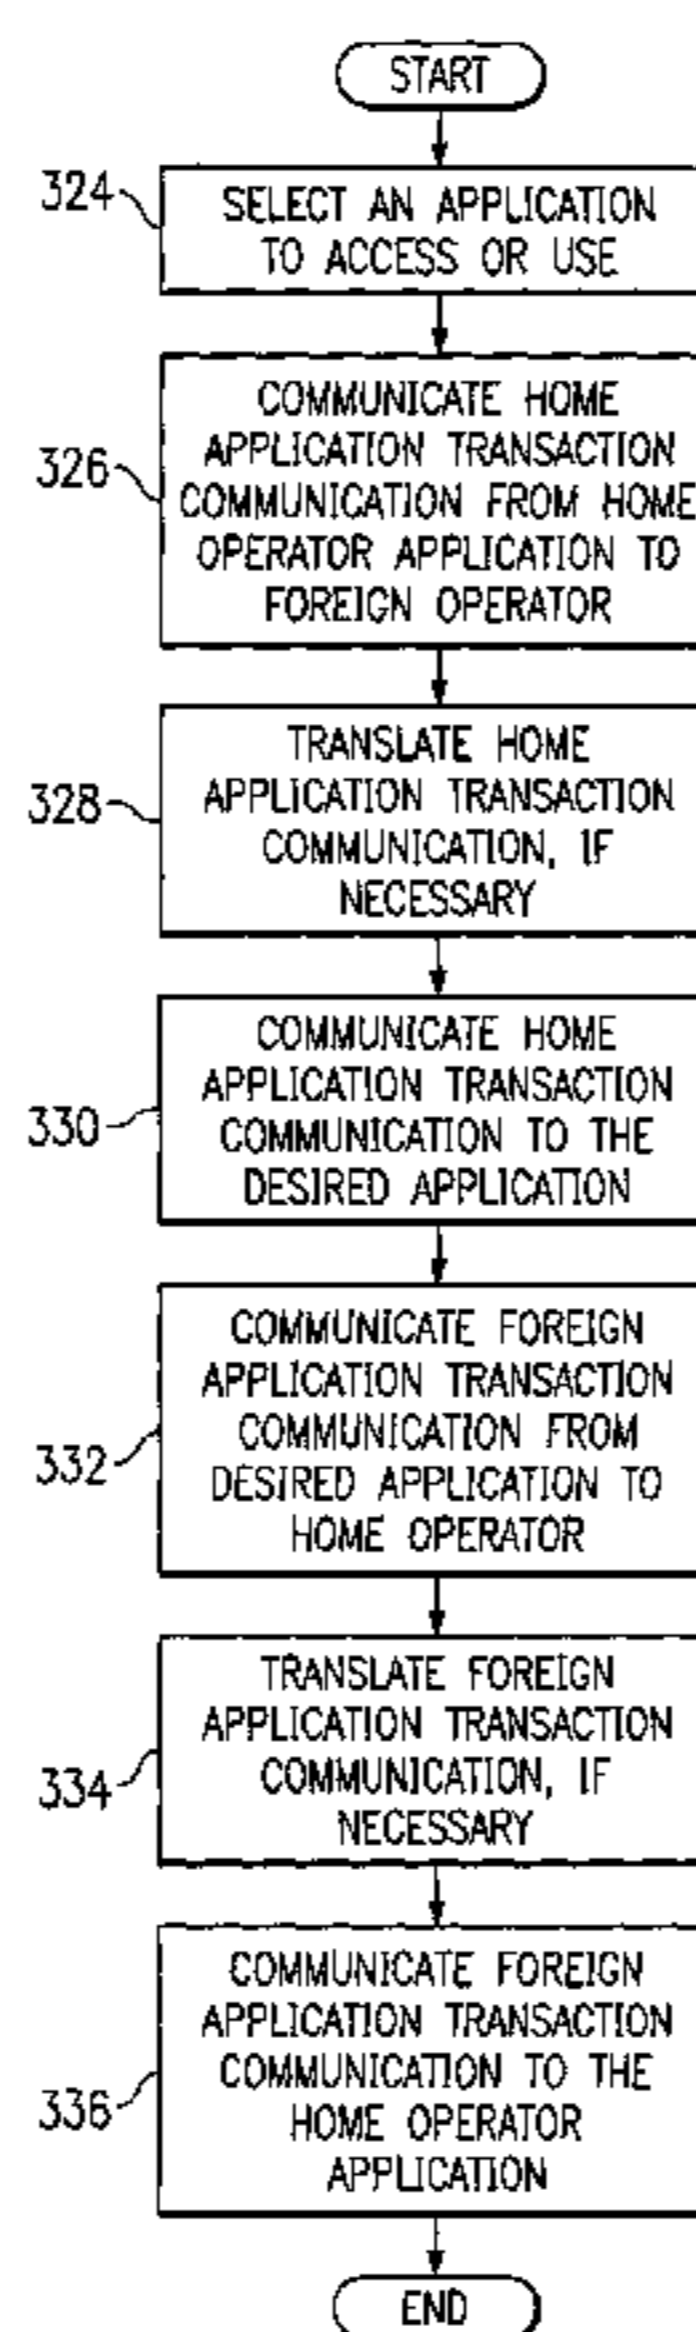 START
324
SELECT AN APPLICATION
TO ACCESS OR USE
326
COMMUNICATE HOME
APPLICATION TRANSACTION
COMMUNICATION FROM HOME
OPERATOR APPLICATION TO
FOREIGN OPERATOR
328
TRANSLATE HOME
APPLICATION TRANSACTION
COMMUNICATION, IF
NECESSARY
330
COMMUNICATE HOME
APPLICATION TRANSACTION
COMMUNICATION TO THE
DESIRED APPLICATION
332
COMMUNICATE FOREIGN
APPLICATION TRANSACTION
COMMUNICATION FROM
DESIRED APPLICATION TO
HOME OPERATOR
334
TRANSLATE FOREIGN
APPLICATION TRANSACTION
COMMUNICATION, IF
NECESSARY
336
COMMUNICATE FOREIGN
APPLICATION TRANSACTION
COMMUNICATION TO THE
HOME OPERATOR
APPLICATION
END